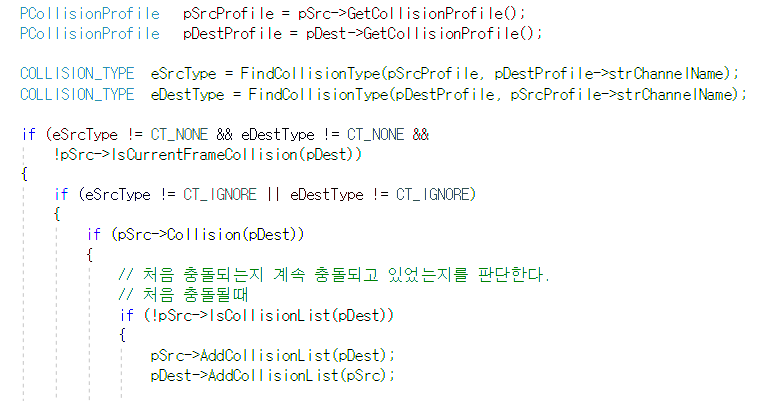 PCollisionProfile pSrcProfile = pSrc->GetCollisionProfile();
PCollisionProfile pDestProfile = pDest->GetCollisionProfile();
COLLISION_TYPE eSrcType = FindCollisionType(pSrcProfile, pDestProfile->strChannelName);
COLLISION_TYPE eDestType = FindCollisionType(pDestProfile, pSrcProfile->strChannelName);
if (eSrcType != CT_NONE && eDestType != CT_NONE &&
!pSrc->IsCurrentFrameCollision(pDest))
{
if (eSrcType != CT_IGNORE || eDestType != CT_IGNORE)
{
if (pSrc->Collision(pDest))
{
// 처음 충돌되는지 계속 충돌되고 있었는지를 판단한다.
// 처음 충돌될때
if (!pSrc->IsCollisionList(pDest))
{
pSrc->AddCollisionList(pDest);
pDest->AddCollisionList(pSrc);